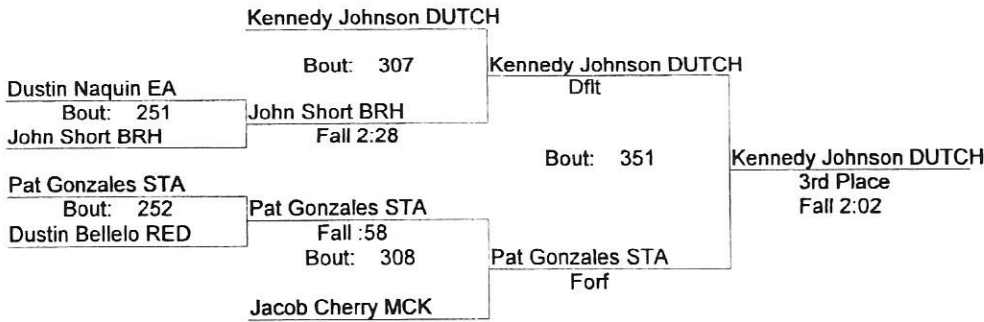 Kennedy Johnson DUTCH
Bout: 307
Kennedy Johnson DUTCH
Dflt
Dustin Naquin EA
Bout: 251
John Short BRH
John Short BRH
Fall 2:28
Bout: 351
Kennedy Johnson DUTCH
3rd Place
Fall 2:02
Pat Gonzales STA
Bout: 252
Dustin Bellelo RED
Pat Gonzales STA
Fall :58
Bout: 308
Pat Gonzales STA
Forf
Jacob Cherry MCK